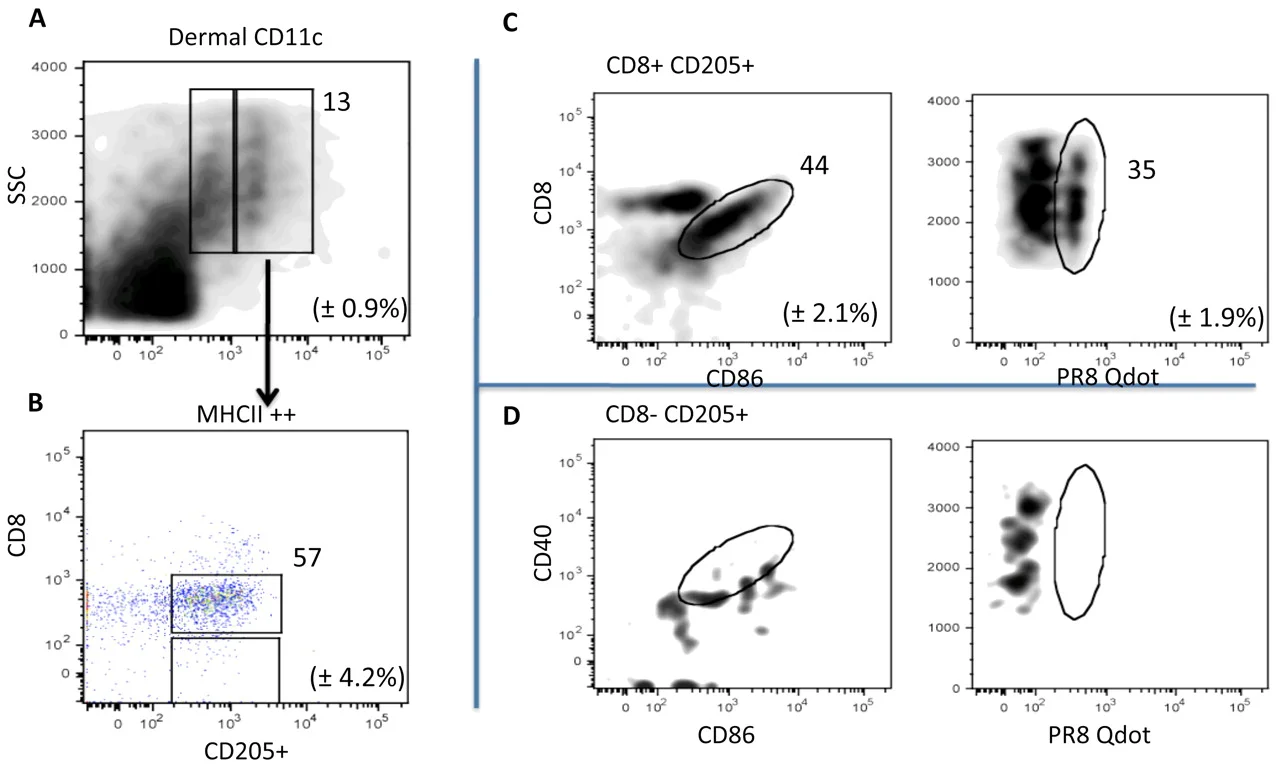 A
Dermal CD11c
4000
3000
2000
1000
0
SSC
13
(± 0.9%)
0 10² 10³ 10⁴ 10⁵
B
MHCII ++
10⁵
10⁴
10³
10²
0
CD8
57
(± 4.2%)
0 10² 10³ 10⁴ 10⁵
CD205+
C
CD8+ CD205+
10⁵
10⁴
10³
10²
0
CD8
44
(± 2.1%)
0 10² 10³ 10⁴ 10⁵
CD86
4000
3000
2000
1000
0
35
(± 1.9%)
0 10² 10³ 10⁴ 10⁵
PR8 Qdot
D
CD8- CD205+
10⁵
10⁴
10³
10²
0
CD40
0 10² 10³ 10⁴ 10⁵
CD86
4000
3000
2000
1000
0
0 10² 10³ 10⁴ 10⁵
PR8 Qdot